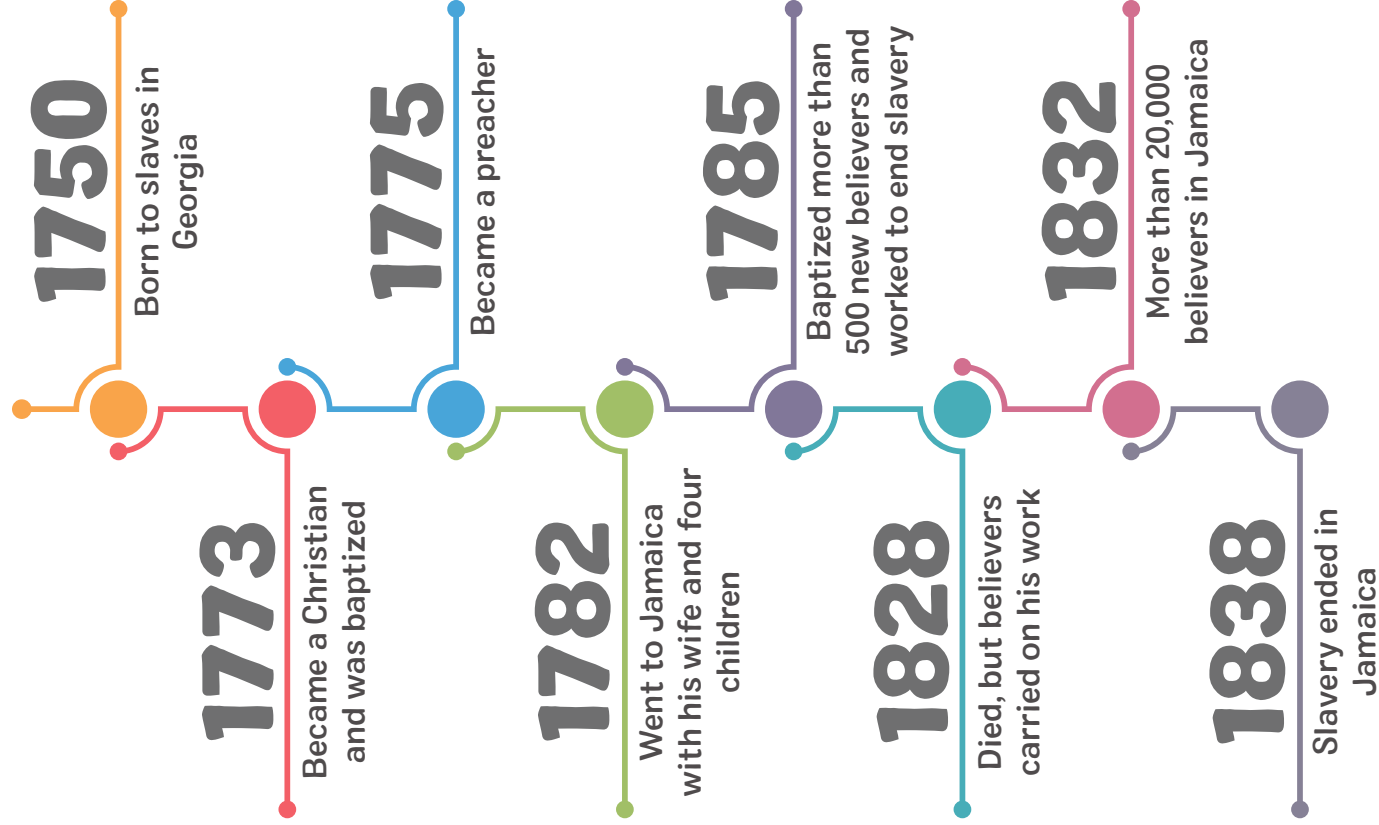 1750
Born to slaves in
Georgia
1773
Became a Christian
and was baptized
1775
Became a preacher
1782
Went to Jamaica
with his wife and four
children
1785
Baptized more than
500 new believers and
worked to end slavery
1828
Died, but believers
carried on his work
1832
More than 20,000
believers in Jamaica
1838
Slavery ended in
Jamaica